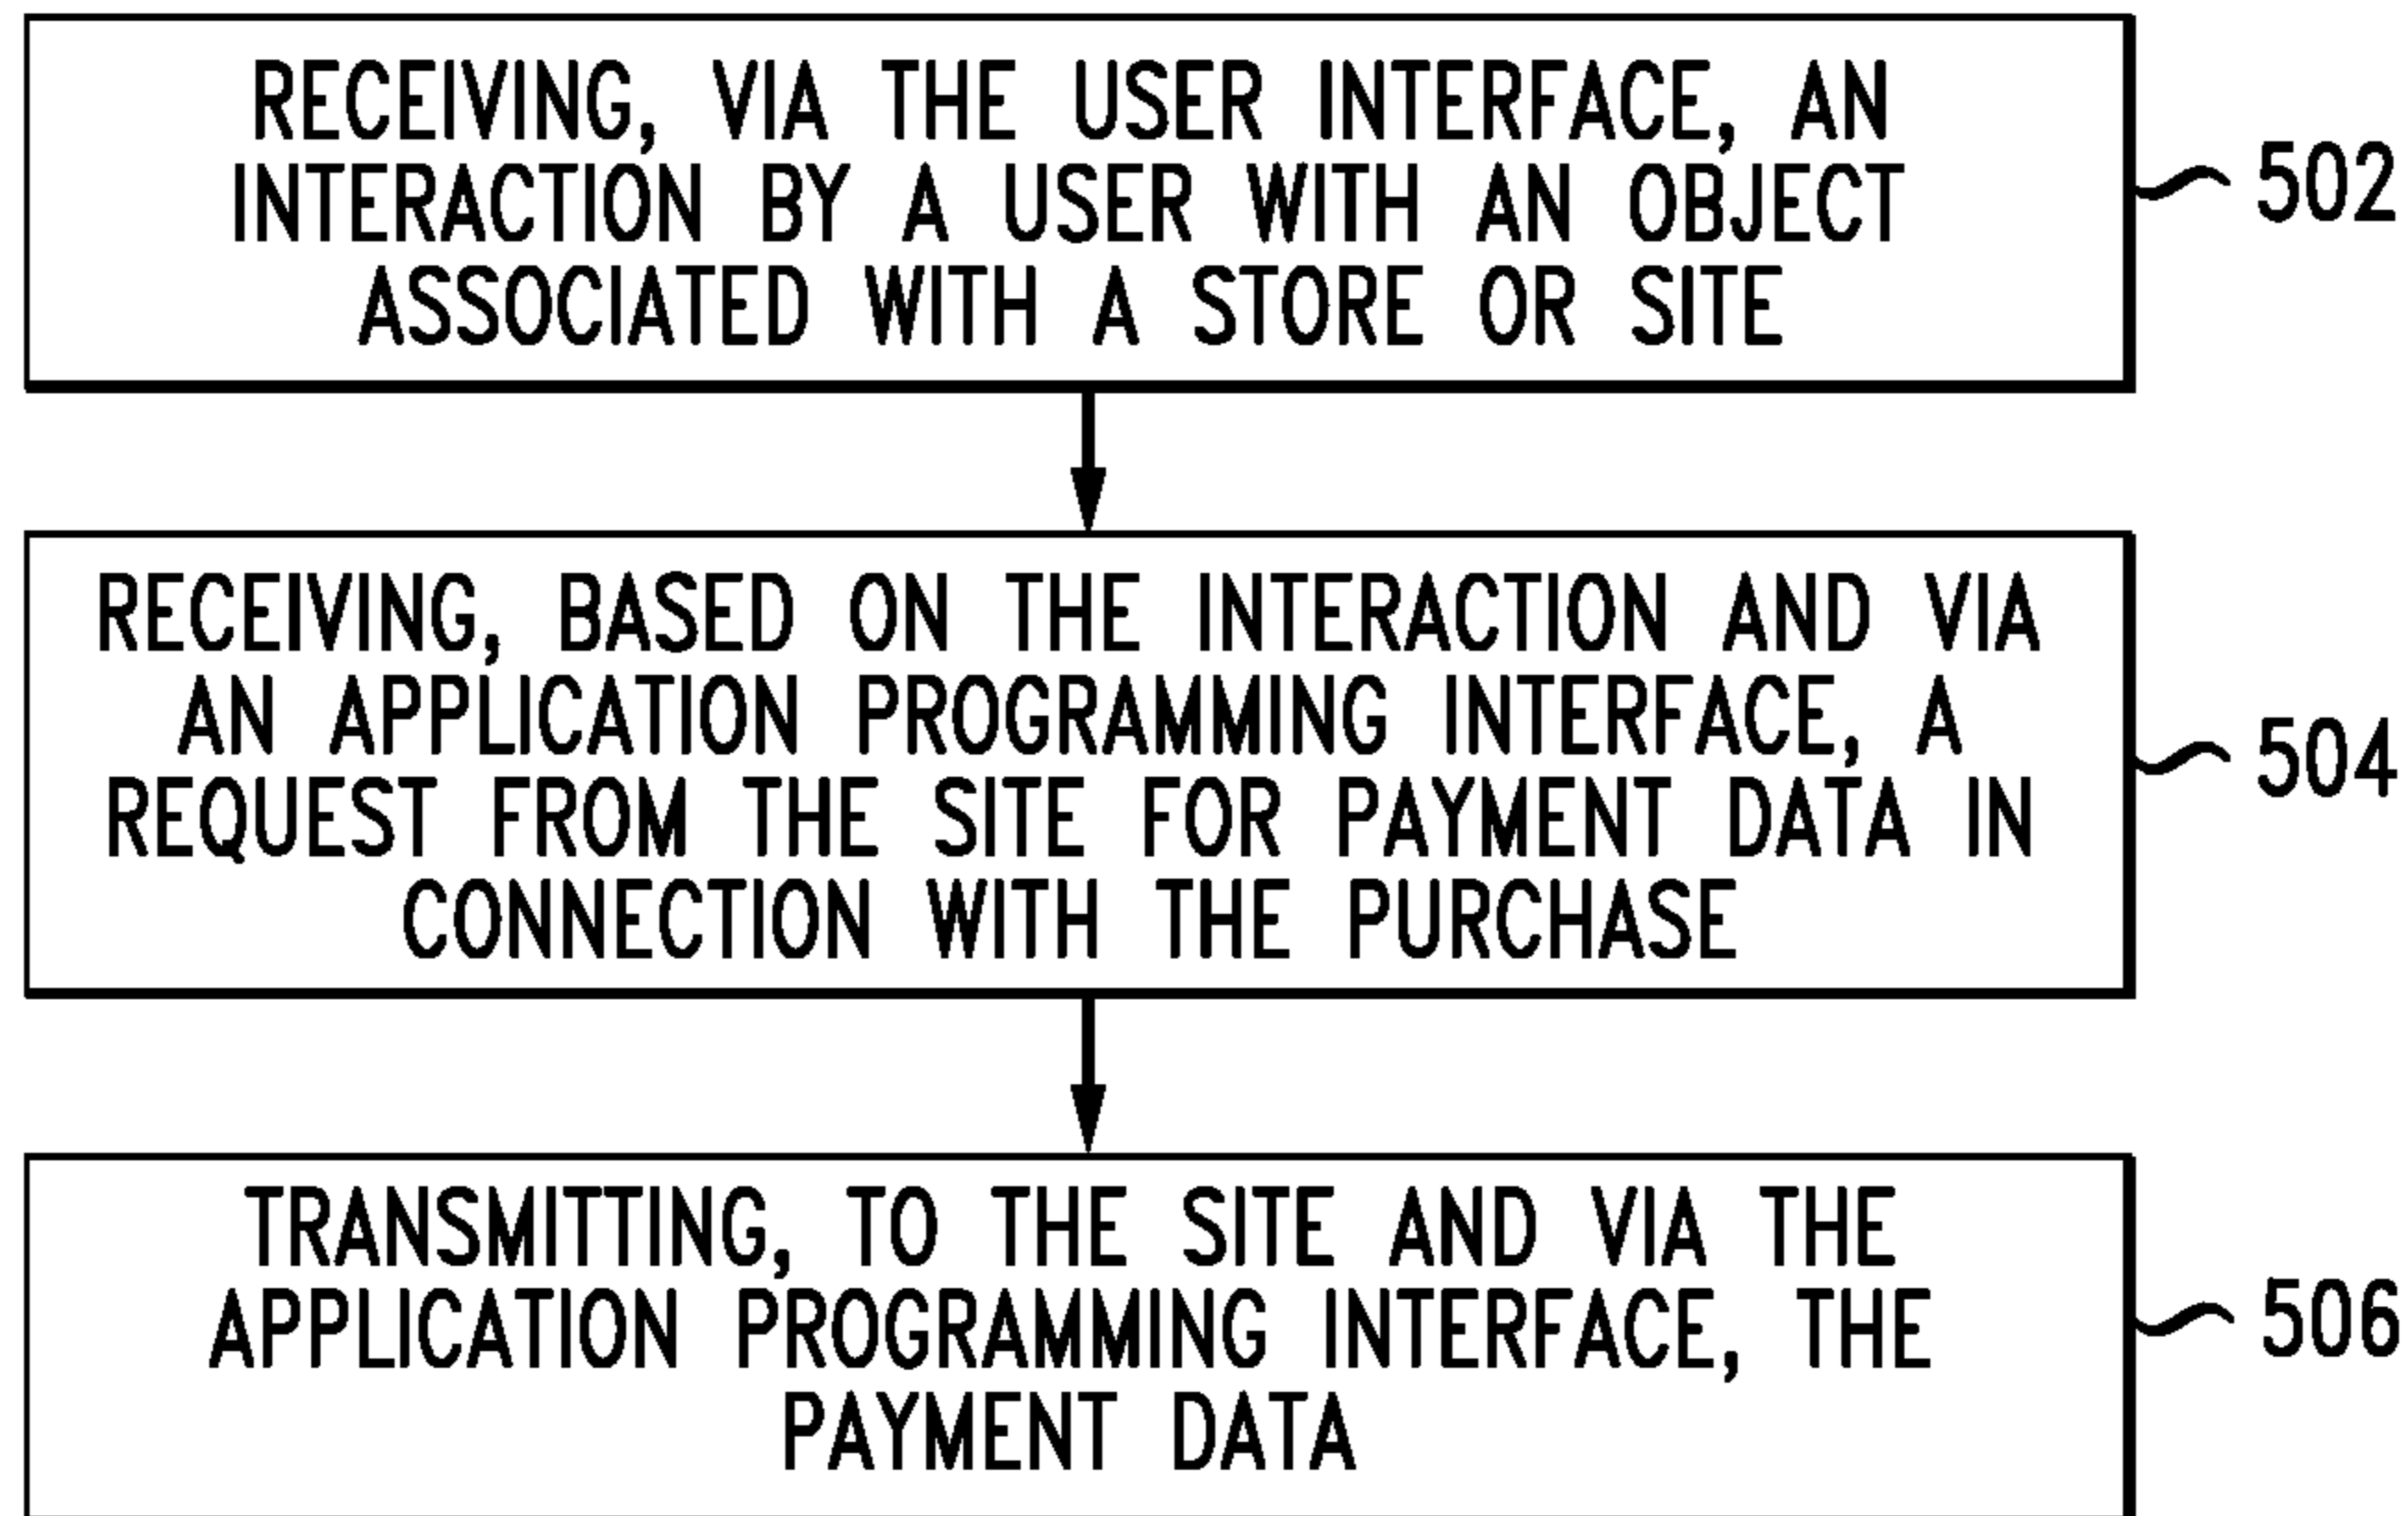 RECEIVING, VIA THE USER INTERFACE, AN
INTERACTION BY A USER WITH AN OBJECT
ASSOCIATED WITH A STORE OR SITE
502
RECEIVING, BASED ON THE INTERACTION AND VIA
AN APPLICATION PROGRAMMING INTERFACE, A
REQUEST FROM THE SITE FOR PAYMENT DATA IN
CONNECTION WITH THE PURCHASE
504
TRANSMITTING, TO THE SITE AND VIA THE
APPLICATION PROGRAMMING INTERFACE, THE
PAYMENT DATA
506